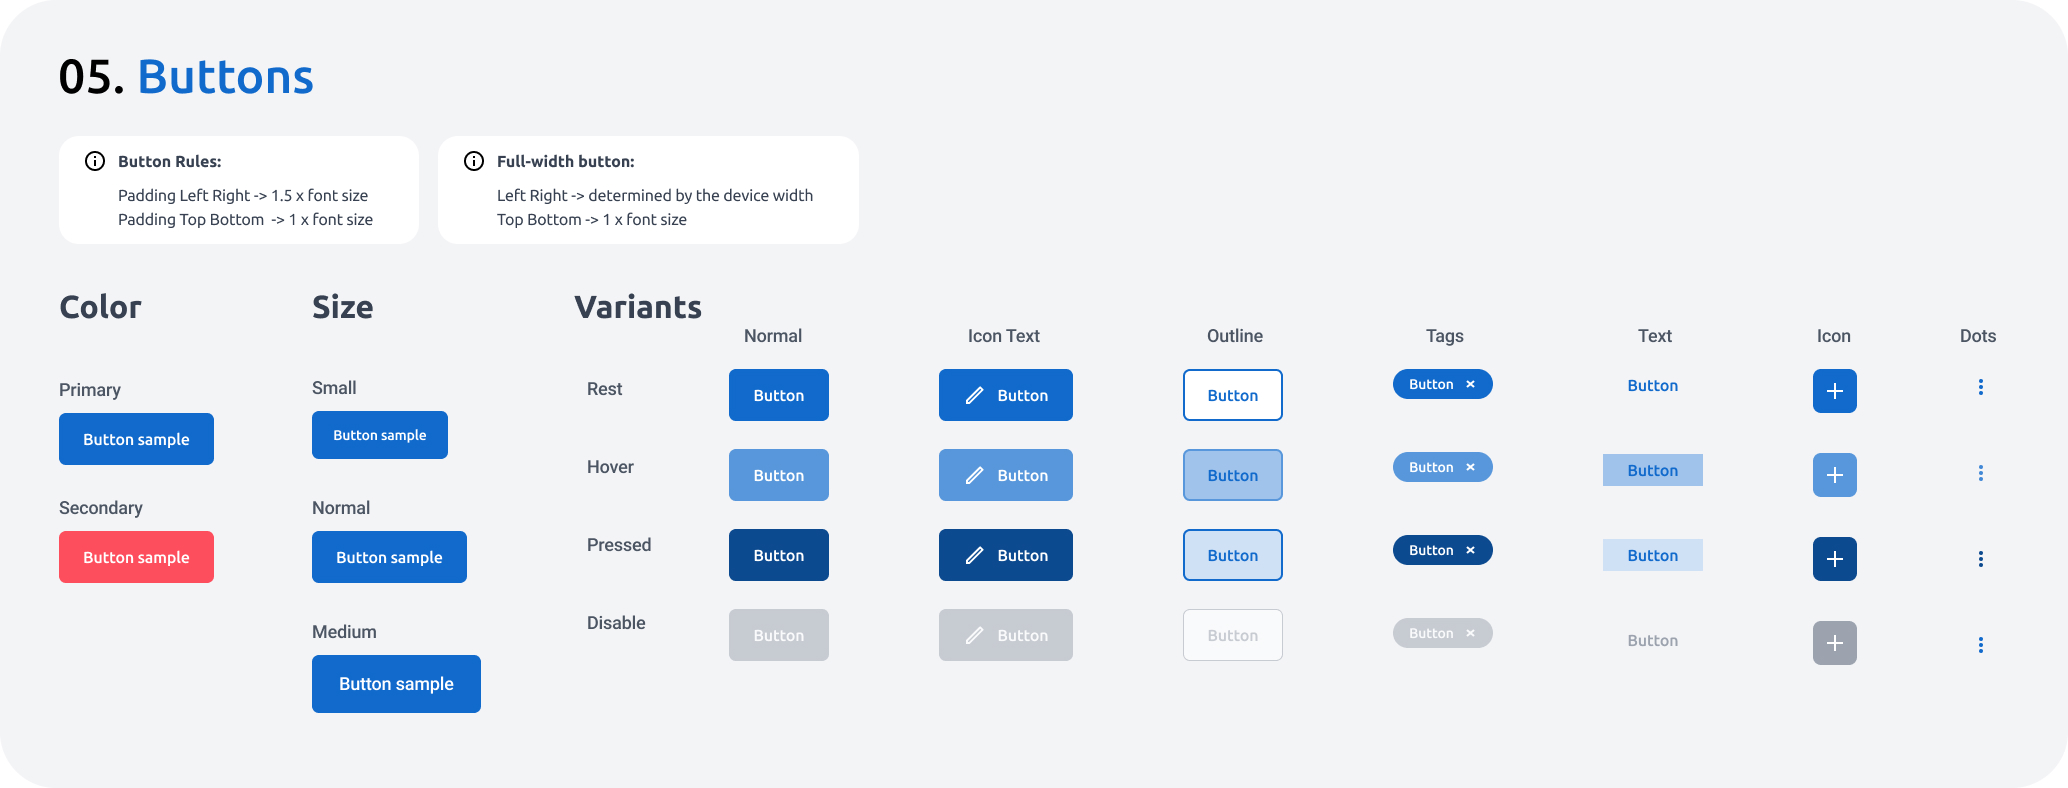 05. Buttons
Button Rules:
Padding Left Right -> 1.5 x font size
Padding Top Bottom -> 1 x font size
Full-width button:
Left Right -> determined by the device width
Top Bottom -> 1 x font size
Color
Primary
Button sample
Secondary
Button sample
Size
Small
Button sample
Normal
Button sample
Medium
Button sample
Variants
Normal Icon Text Outline Tags Text Icon Dots
Rest Button Button Button Button Button
Hover Button Button Button Button Button
Pressed Button Button Button Button Button
Disable Button Button Button Button Button